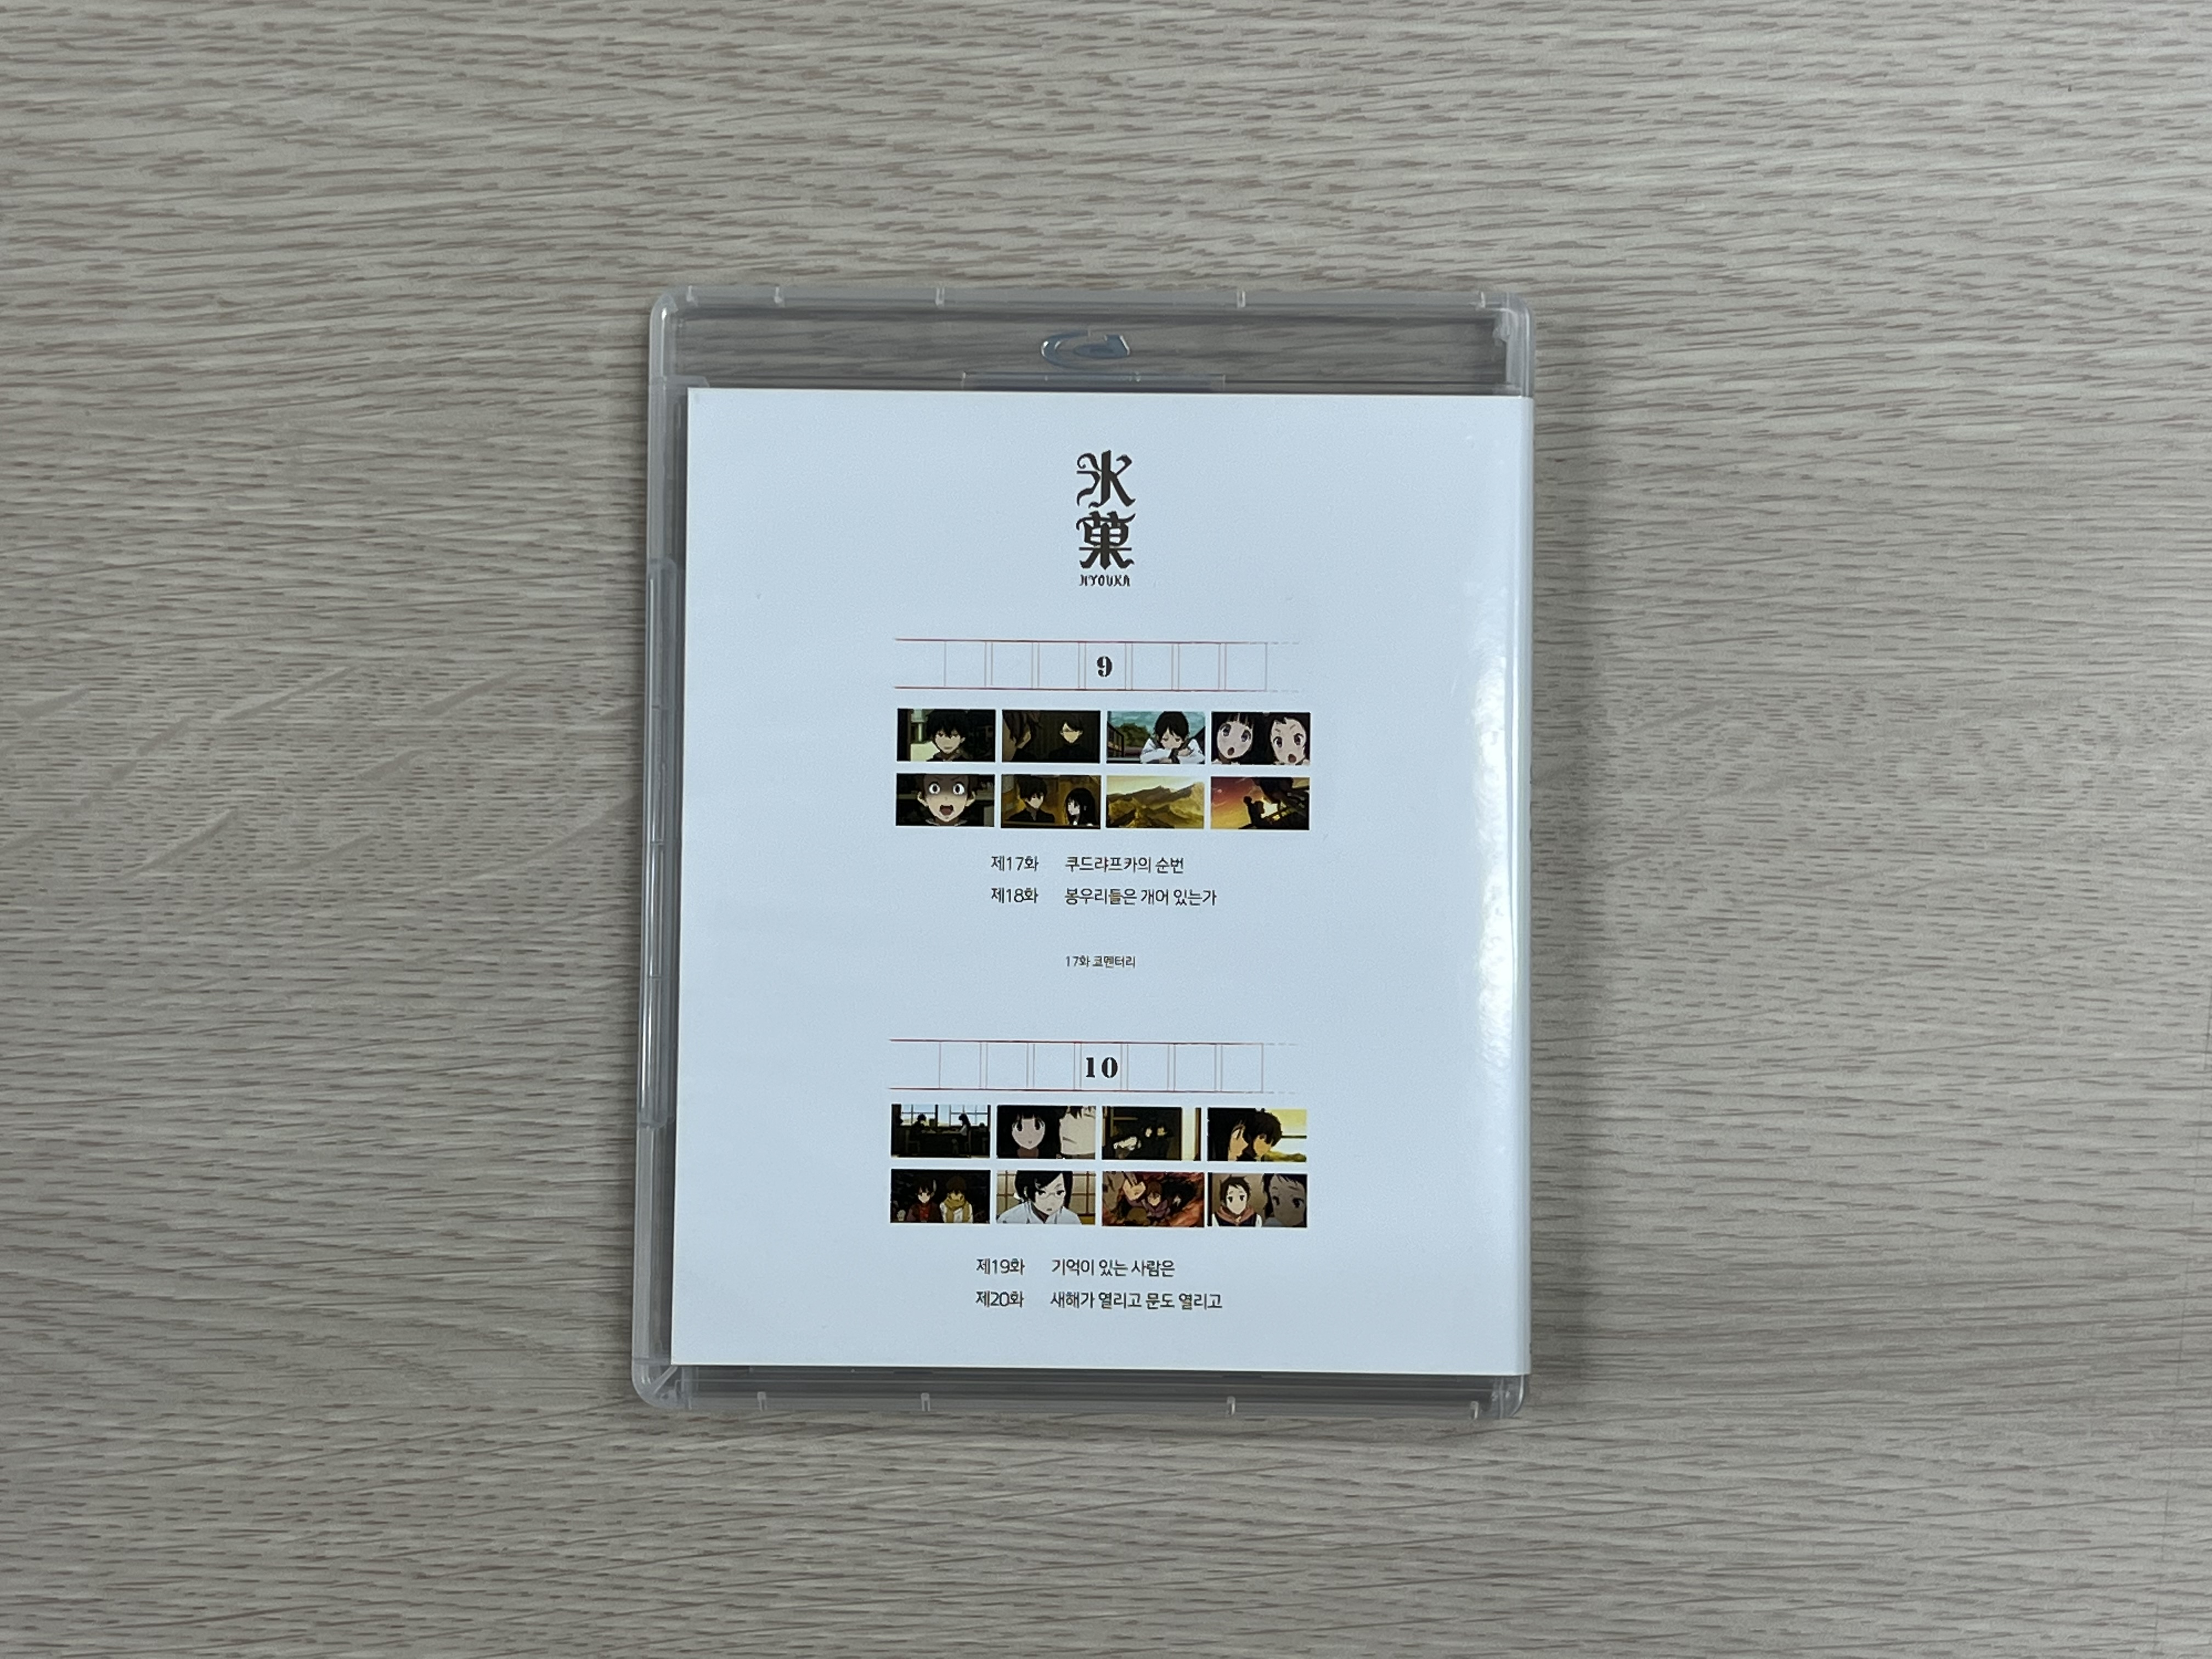 氷
菓
HYOUKA
9
제17화 쿠드랴프카의 순번
제18화 봉우리들은 개어 있는가
17화 코멘터리
10
제19화 기억이 있는 사람은
제20화 새해가 열리고 문도 열리고